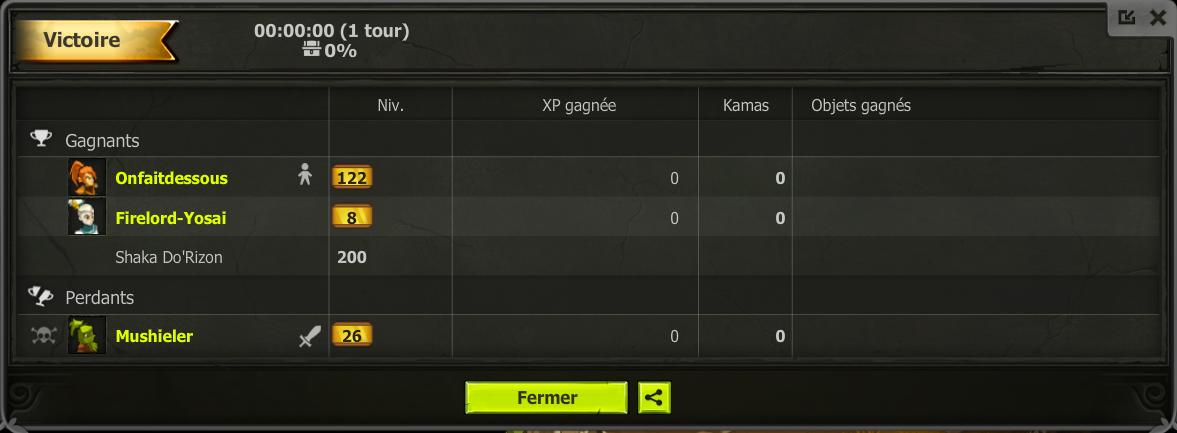 Victoire
00:00:00 (1 tour)
0%
Niv. XP gagnée Kamas Objets gagnés
Gagnants
Onfaitdessous 122 0 0
Firelord-Yosai 8 0 0
Shaka Do'Rizon 200
Perdants
Mushieler 26 0 0
Fermer